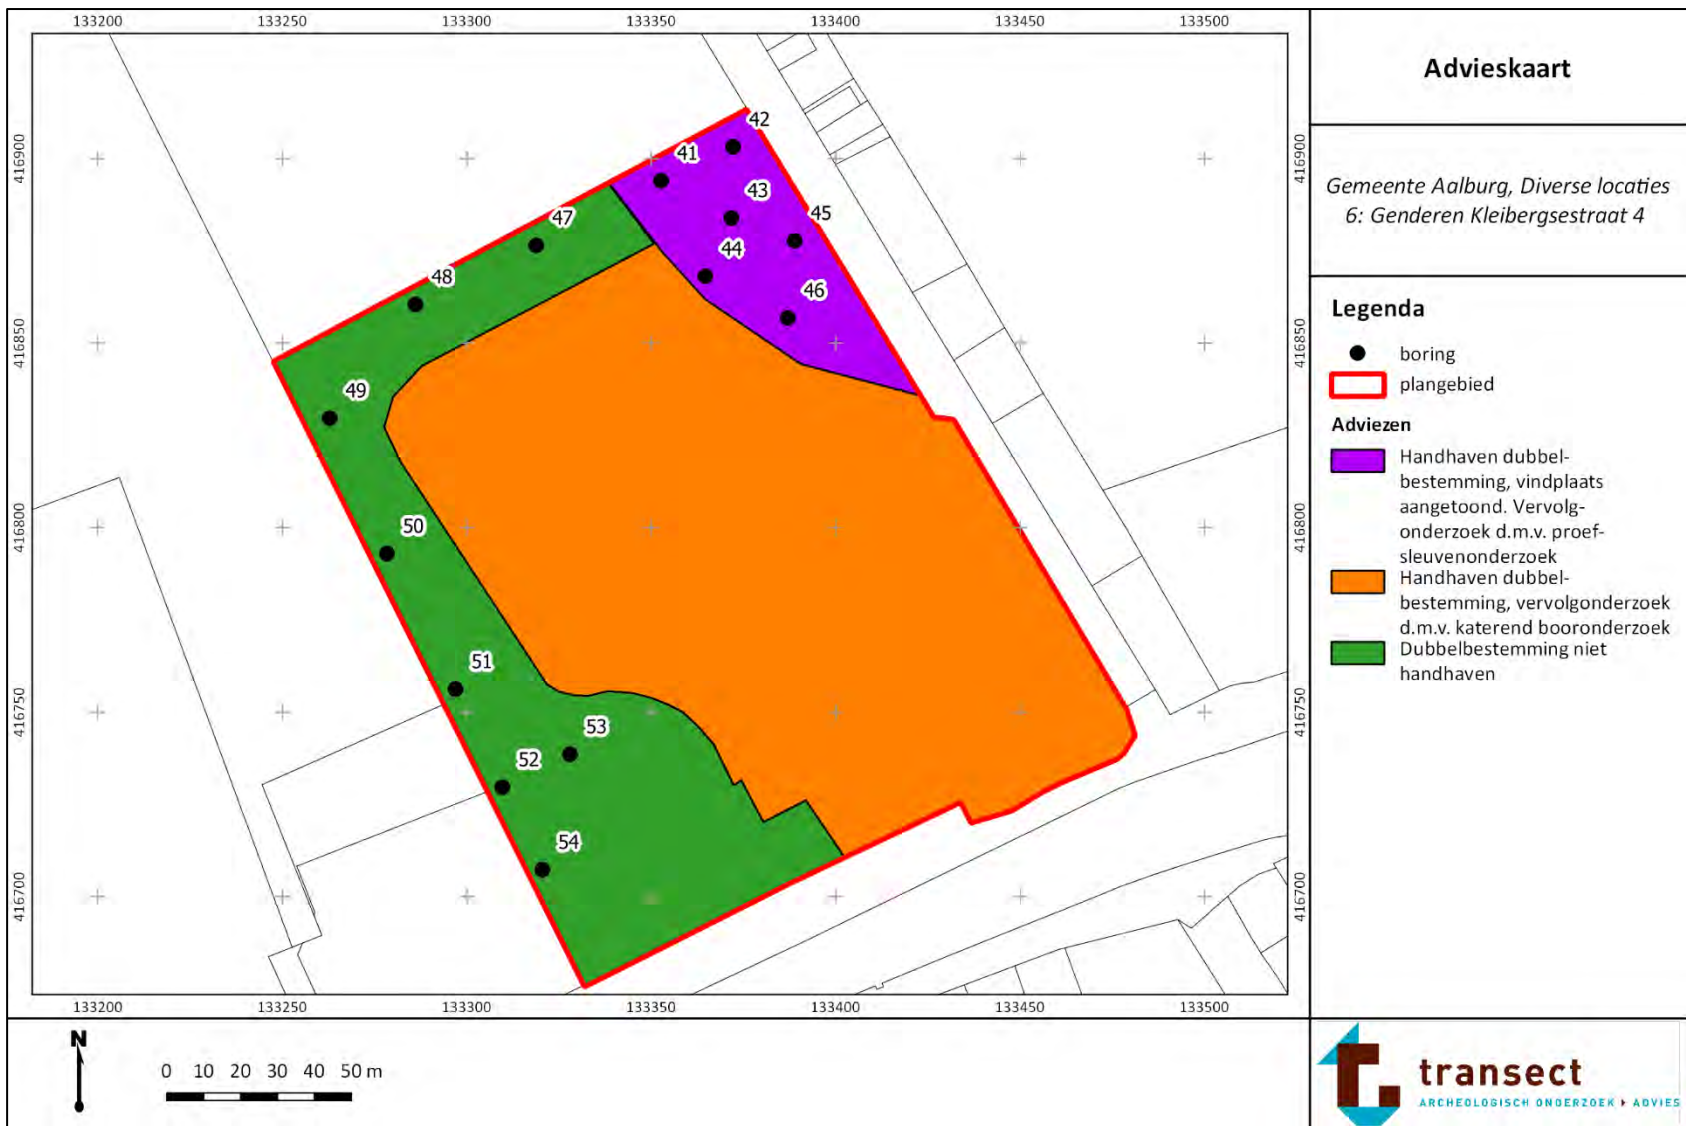 133200 133250 133300 133350 133400 133450 133500
416900 416900
416850 416850
416800 416800
416750 416750
416700 416700
42
41
43
45
47
44
48
46
49
50
51
53
52
54
133200 133250 133300 133350 133400 133450 133500
N
0 10 20 30 40 50 m
Advieskaart
Gemeente Aalburg, Diverse locaties
6: Genderen Kleibergsestraat 4
Legenda
boring
plangebied
Adviezen
Handhaven dubbel-
bestemming, vindplaats
aangetoond. Vervolg-
onderzoek d.m.v. proef-
sleuvenonderzoek
Handhaven dubbel-
bestemming, vervolgonderzoek
d.m.v. katerend booronderzoek
Dubbelbestemming niet
handhaven
transect
ARCHEOLOGISCH ONDERZOEK ▸ ADVIES